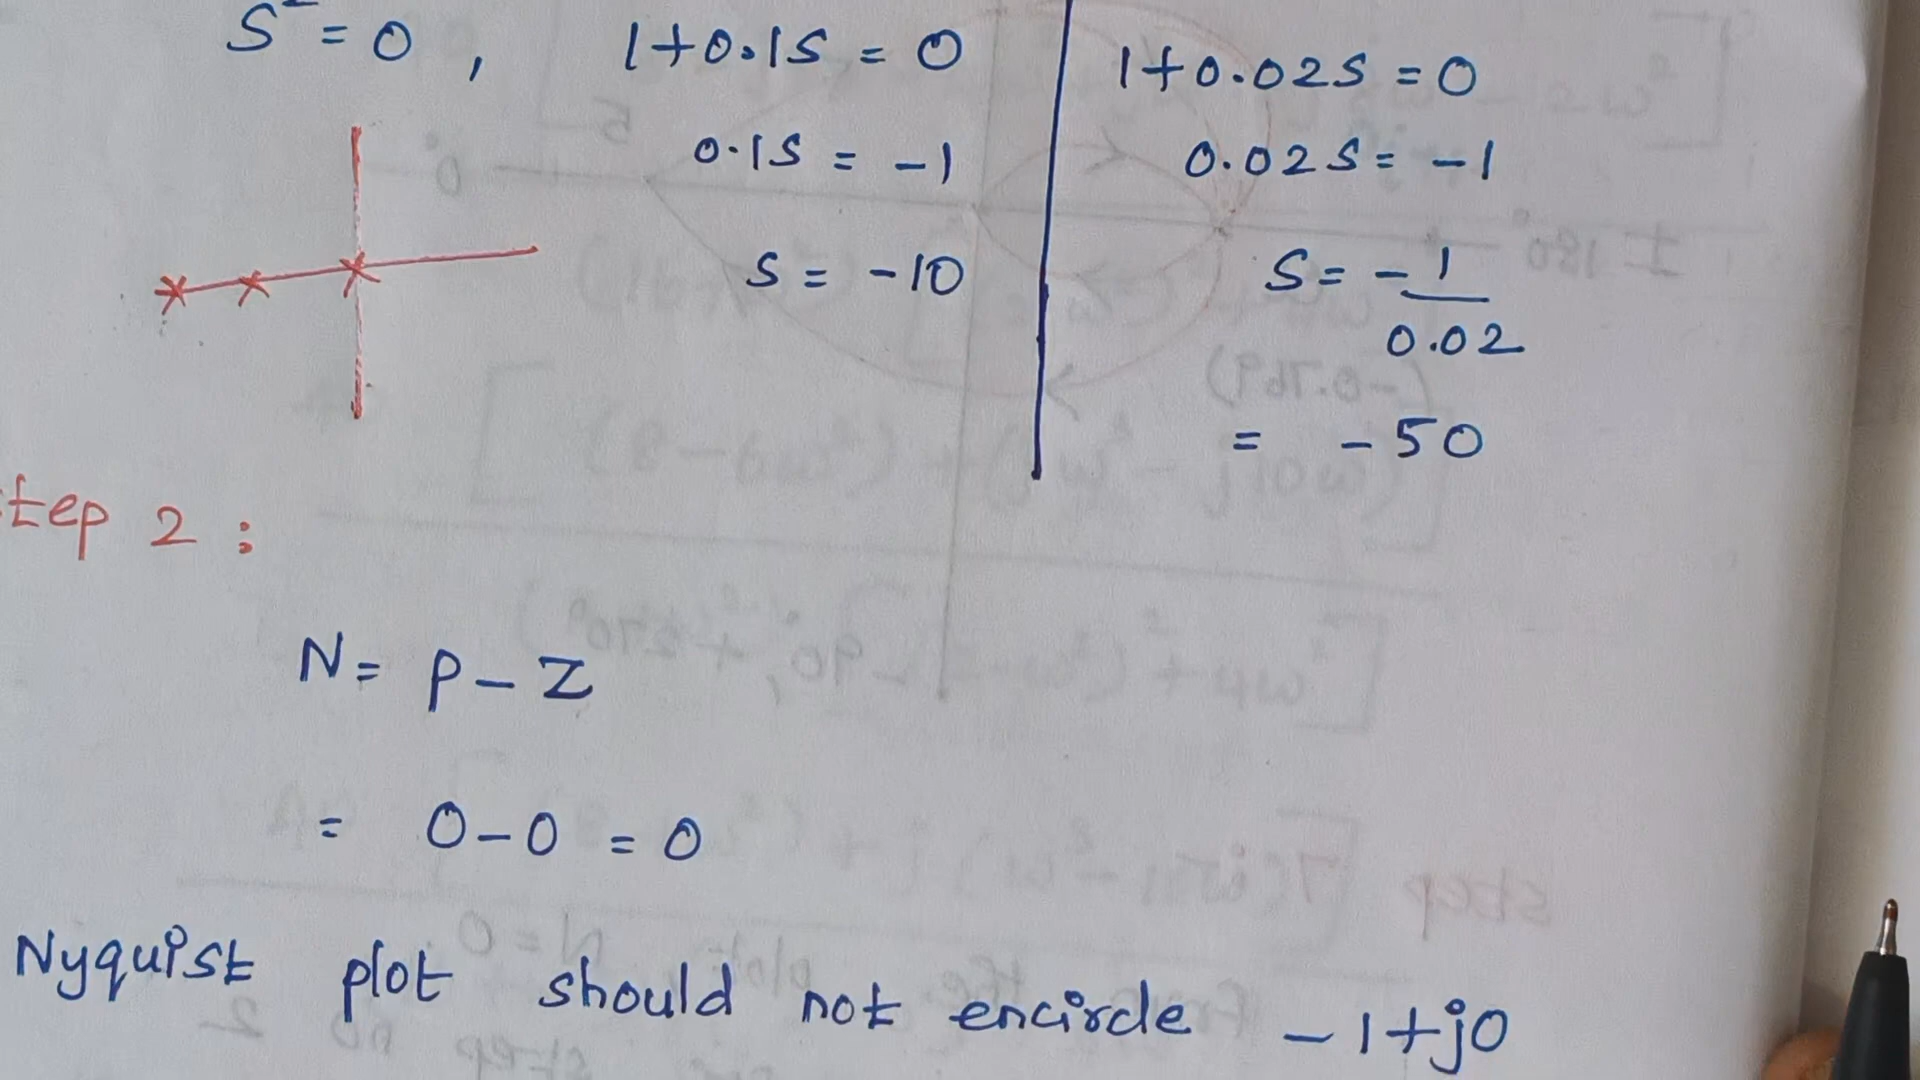 S² = 0 , 1+0.1S = 0
0.1S = -1
S = -10
1+0.02S = 0
0.02S = -1
S = -1/0.02
= -50
tep 2 :
N = P - Z
= 0-0 = 0
Nyquist plot should not encircle -1+j0